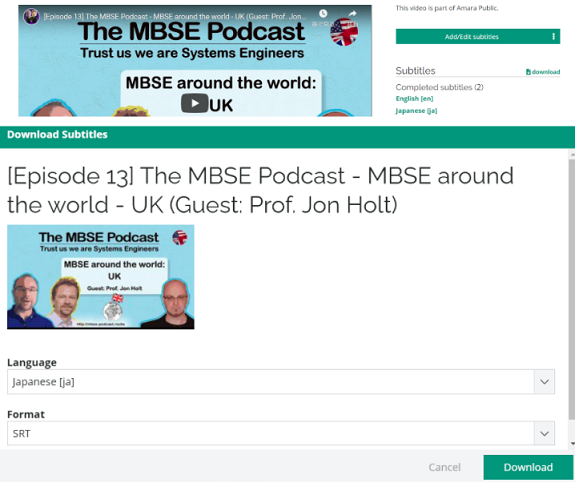 [Episode 13] The MBSE Podcast - MBSE around the world - UK (Guest: Prof. Jon...
The MBSE Podcast
Trust us we are Systems Engineers
MBSE around the world:
UK
This video is part of Amara Public.
Add/Edit subtitles
Subtitles
download
Completed subtitles (2)
English [en]
Japanese [ja]
Download Subtitles
[Episode 13] The MBSE Podcast - MBSE around
the world - UK (Guest: Prof. Jon Holt)
The MBSE Podcast
Trust us we are Systems Engineers
MBSE around the world:
UK
Guest: Prof. Jon Holt
http://mbse-podcast.rocks
Language
Japanese [ja]
Format
SRT
Cancel
Download